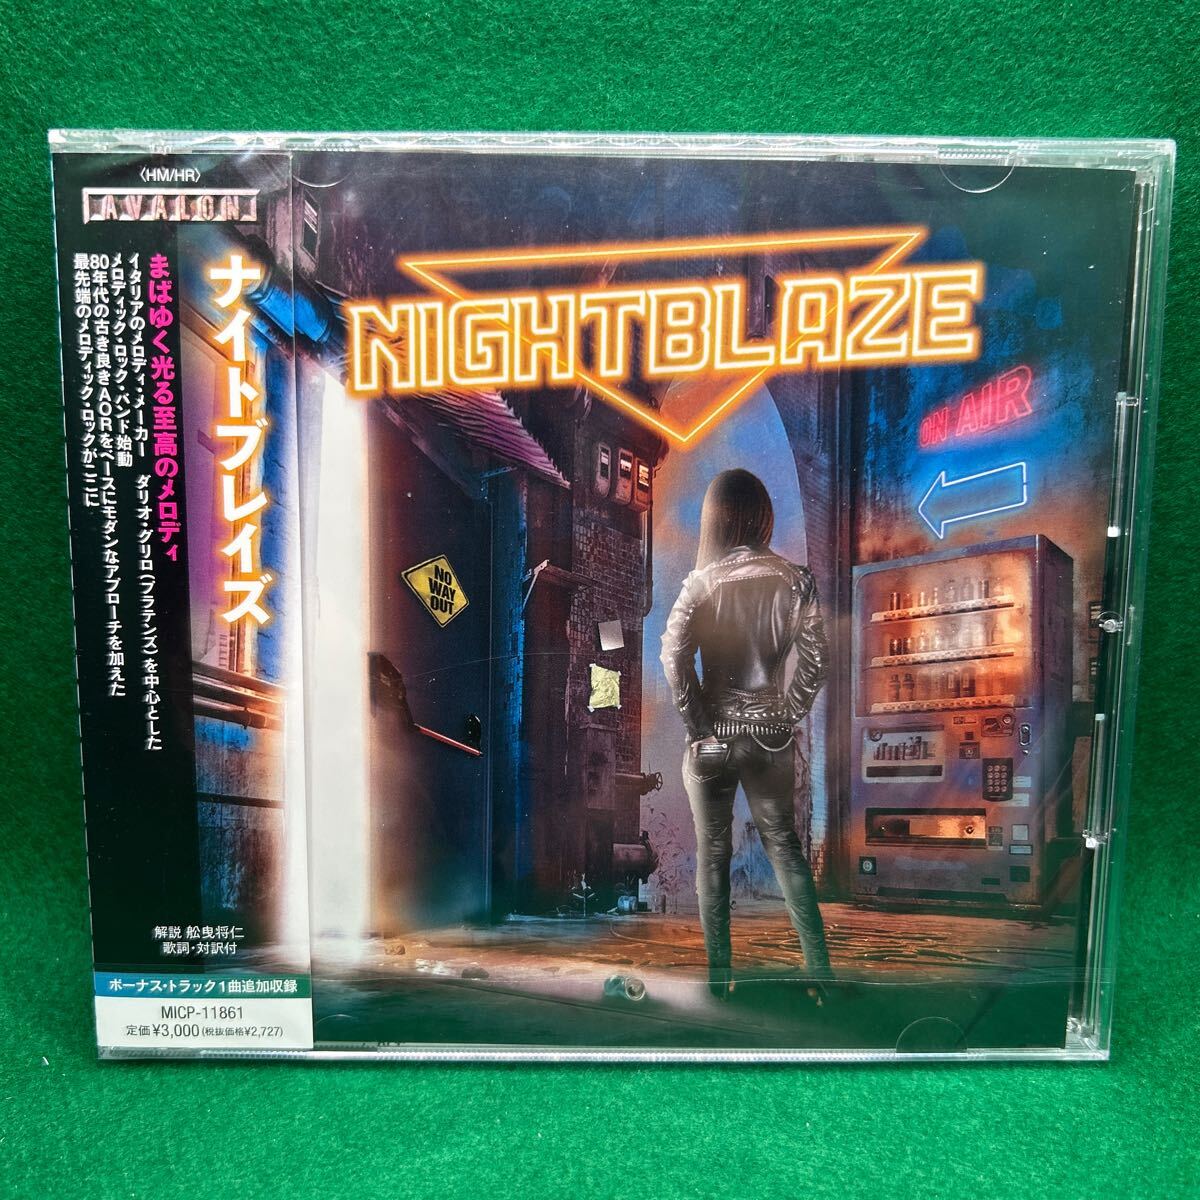 〈HM/HR〉
AVALON
ナイトブレイズ
まばゆく光る至高のメロディ
イタリアのメロディ・メーカー ダリオ・グリロ(プラテンズ)を中心とした
メロディック・ロック・バンド始動
80年代の古き良きAORをベースにモダンなアプローチを加えた
最先端のメロディック・ロックがここに
解説 舩曳将仁
歌詞・対訳付
ボーナス・トラック1曲追加収録
MICP-11861
定価¥3,000(税抜価格¥2,727)
NIGHTBLAZE
ON AIR
NO
WAY
OUT